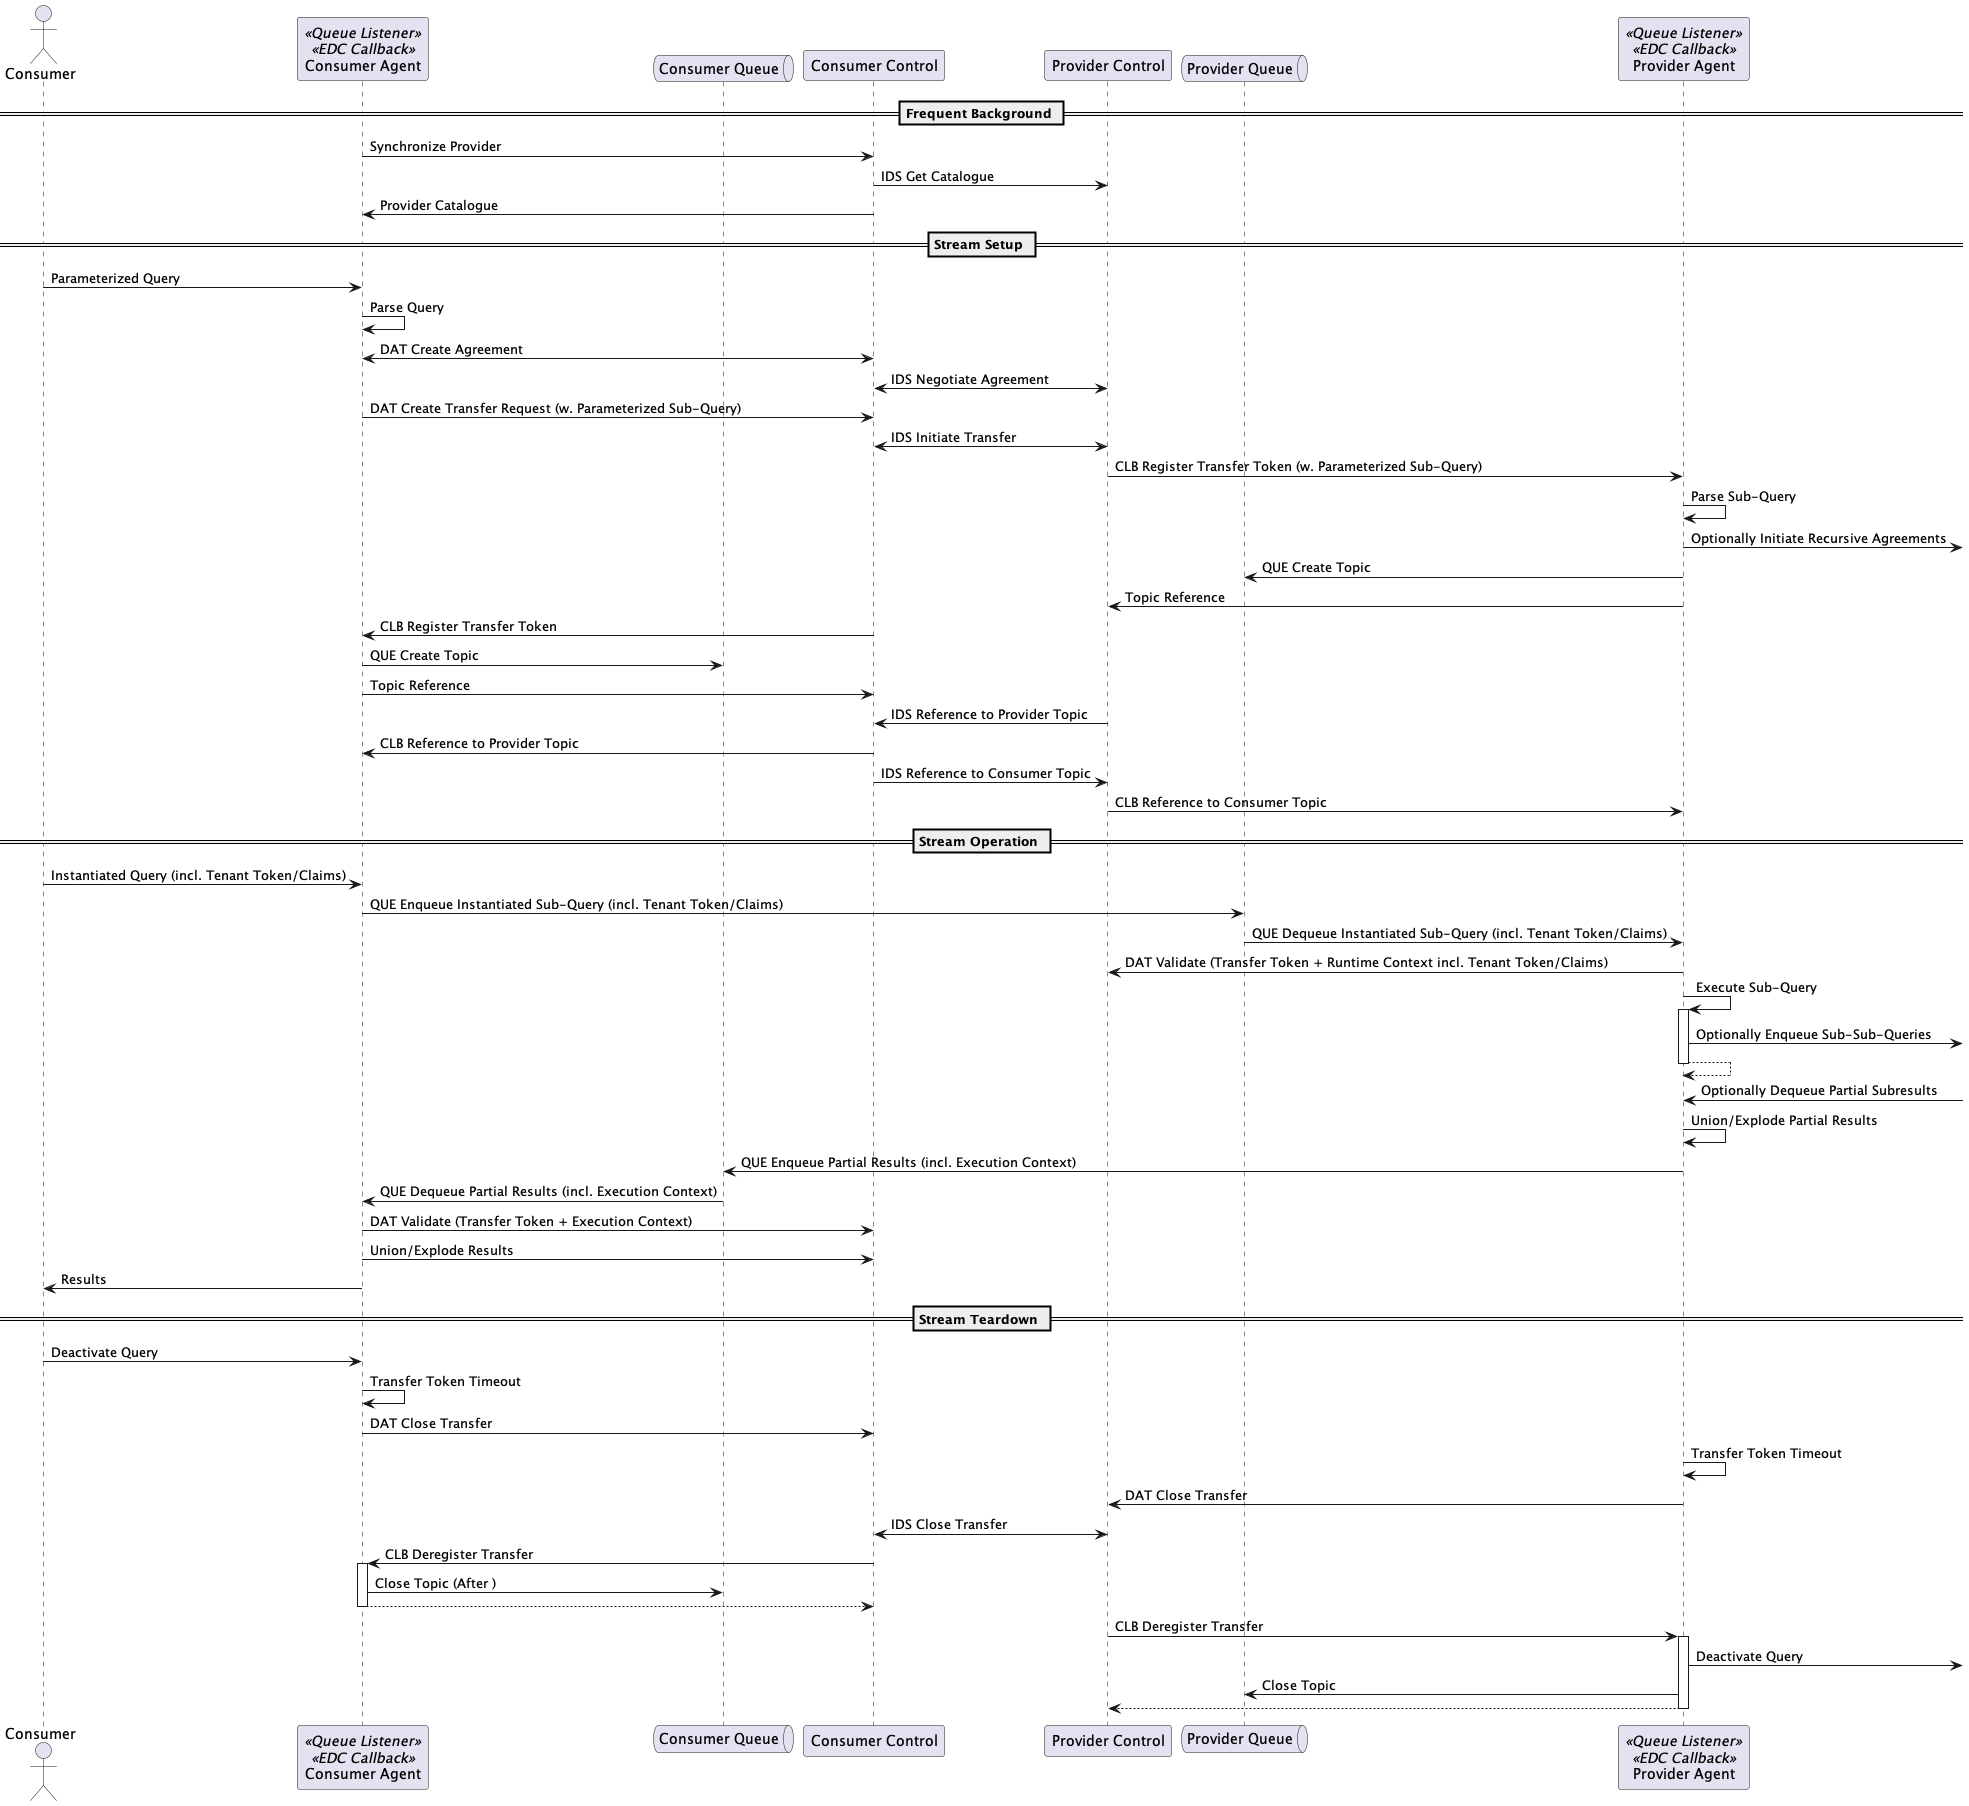 «Queue Listener»
«EDC Callback»
Consumer Agent
«Queue Listener»
«EDC Callback»
Provider Agent
Consumer
Consumer Queue
Consumer Control
Provider Control
Provider Queue
Frequent Background
Synchronize Provider
IDS Get Catalogue
Provider Catalogue
Stream Setup
Parameterized Query
Parse Query
DAT Create Agreement
IDS Negotiate Agreement
DAT Create Transfer Request (w. Parameterized Sub-Query)
IDS Initiate Transfer
CLB Register Transfer Token (w. Parameterized Sub-Query)
Parse Sub-Query
Optionally Initiate Recursive Agreements
QUE Create Topic
Topic Reference
CLB Register Transfer Token
QUE Create Topic
Topic Reference
IDS Reference to Provider Topic
CLB Reference to Provider Topic
IDS Reference to Consumer Topic
CLB Reference to Consumer Topic
Stream Operation
Instantiated Query (incl. Tenant Token/Claims)
QUE Enqueue Instantiated Sub-Query (incl. Tenant Token/Claims)
QUE Dequeue Instantiated Sub-Query (incl. Tenant Token/Claims)
DAT Validate (Transfer Token + Runtime Context incl. Tenant Token/Claims)
Execute Sub-Query
Optionally Enqueue Sub-Sub-Queries
Optionally Dequeue Partial Subresults
Union/Explode Partial Results
QUE Enqueue Partial Results (incl. Execution Context)
QUE Dequeue Partial Results (incl. Execution Context)
DAT Validate (Transfer Token + Execution Context)
Union/Explode Results
Results
Stream Teardown
Deactivate Query
Transfer Token Timeout
DAT Close Transfer
Transfer Token Timeout
DAT Close Transfer
IDS Close Transfer
CLB Deregister Transfer
Close Topic (After )
CLB Deregister Transfer
Deactivate Query
Close Topic
Consumer
«Queue Listener»
«EDC Callback»
Consumer Agent
Consumer Queue
Consumer Control
Provider Control
Provider Queue
«Queue Listener»
«EDC Callback»
Provider Agent